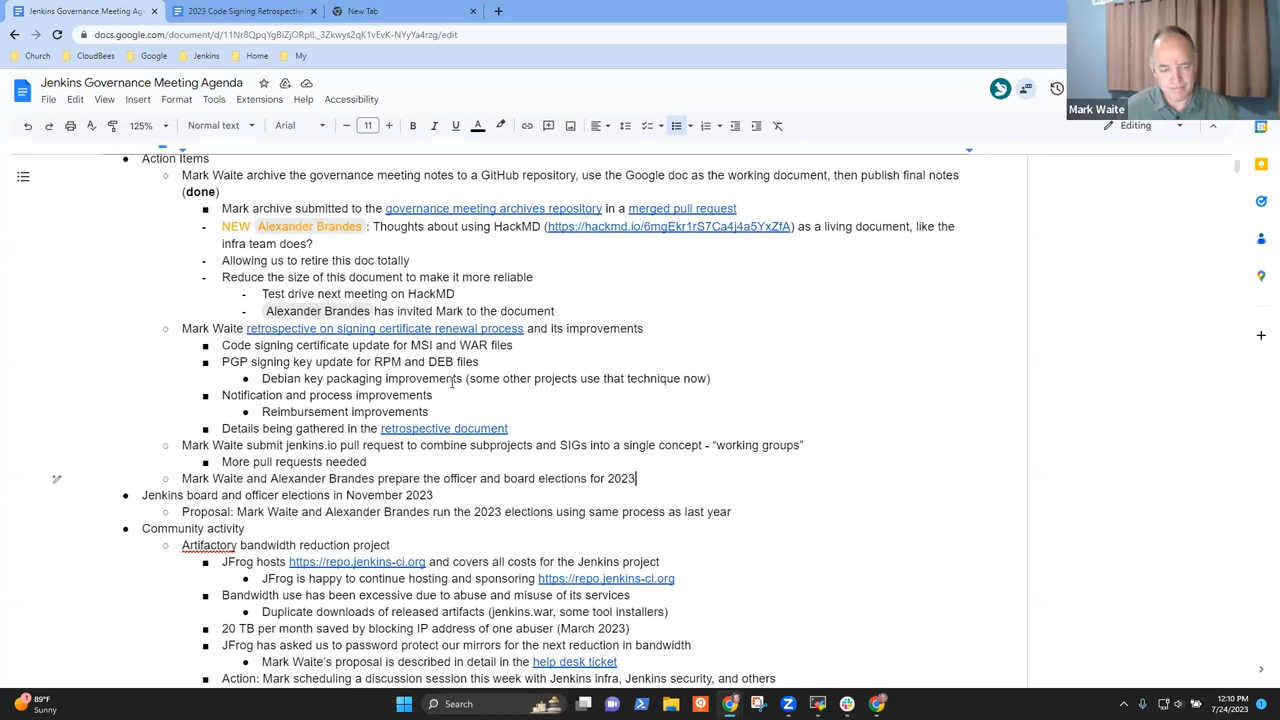 Jenkins Governance Meeting Ag
2023 Code Signing Retrospectiv
New Tab
docs.google.com/document/d/11Nr8QpqYgBiZjORpIL_3Zkwys2qK1vEvK-NYyYa4rzg/edit
Church
CloudBees
Google
Jenkins
Home
My
Jenkins Governance Meeting Agenda
File Edit View Insert Format Tools Extensions Help Accessibility
Mark Waite
125% Normal text Arial 11 Editing
Action Items
Mark Waite archive the governance meeting notes to a GitHub repository, use the Google doc as the working document, then publish final notes
(done)
Mark archive submitted to the governance meeting archives repository in a merged pull request
NEW Alexander Brandes : Thoughts about using HackMD (https://hackmd.io/6mgEkr1rS7Ca4j4a5YxZfA) as a living document, like the
infra team does?
Allowing us to retire this doc totally
Reduce the size of this document to make it more reliable
Test drive next meeting on HackMD
Alexander Brandes has invited Mark to the document
Mark Waite retrospective on signing certificate renewal process and its improvements
Code signing certificate update for MSI and WAR files
PGP signing key update for RPM and DEB files
Debian key packaging improvements (some other projects use that technique now)
Notification and process improvements
Reimbursement improvements
Details being gathered in the retrospective document
Mark Waite submit jenkins.io pull request to combine subprojects and SIGs into a single concept - “working groups”
More pull requests needed
Mark Waite and Alexander Brandes prepare the officer and board elections for 2023
Jenkins board and officer elections in November 2023
Proposal: Mark Waite and Alexander Brandes run the 2023 elections using same process as last year
Community activity
Artifactory bandwidth reduction project
JFrog hosts https://repo.jenkins-ci.org and covers all costs for the Jenkins project
JFrog is happy to continue hosting and sponsoring https://repo.jenkins-ci.org
Bandwidth use has been excessive due to abuse and misuse of its services
Duplicate downloads of released artifacts (jenkins.war, some tool installers)
20 TB per month saved by blocking IP address of one abuser (March 2023)
JFrog has asked us to password protect our mirrors for the next reduction in bandwidth
Mark Waite’s proposal is described in detail in the help desk ticket
Action: Mark scheduling a discussion session this week with Jenkins infra, Jenkins security, and others
89°F
Sunny
Search
12:10 PM
7/24/2023